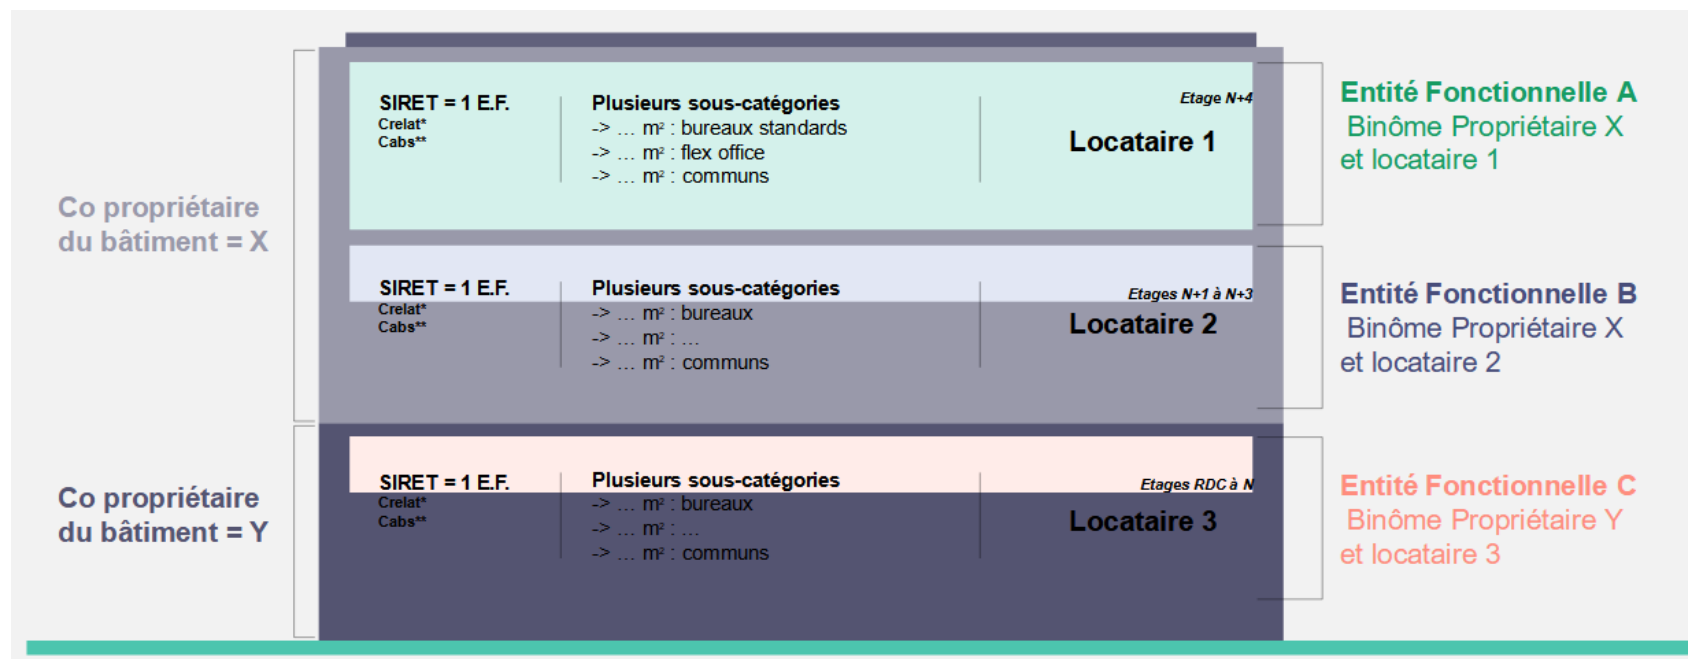 Co propriétaire
du bâtiment = X
SIRET = 1 E.F.
Crelat*
Cabs**
Plusieurs sous-catégories
-> ... m² : bureaux standards
-> ... m² : flex office
-> ... m² : communs
Etage N+4
Locataire 1
Entité Fonctionnelle A
Binôme Propriétaire X
et locataire 1
SIRET = 1 E.F.
Crelat*
Cabs**
Plusieurs sous-catégories
-> ... m² : bureaux
-> ... m² : ...
-> ... m² : communs
Etages N+1 à N+3
Locataire 2
Entité Fonctionnelle B
Binôme Propriétaire X
et locataire 2
Co propriétaire
du bâtiment = Y
SIRET = 1 E.F.
Crelat*
Cabs**
Plusieurs sous-catégories
-> ... m² : bureaux
-> ... m² : ...
-> ... m² : communs
Etages RDC à N
Locataire 3
Entité Fonctionnelle C
Binôme Propriétaire Y
et locataire 3